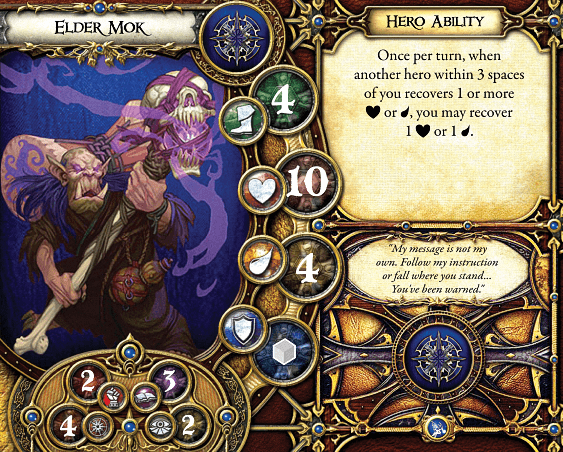 ELDER MOK
4
10
4
2
3
4
2
HERO ABILITY
Once per turn, when
another hero within 3 spaces
of you recovers 1 or more
or , you may recover
1 or 1 .
"My message is not my
own. Follow my instruction
or fall where you stand...
You've been warned."